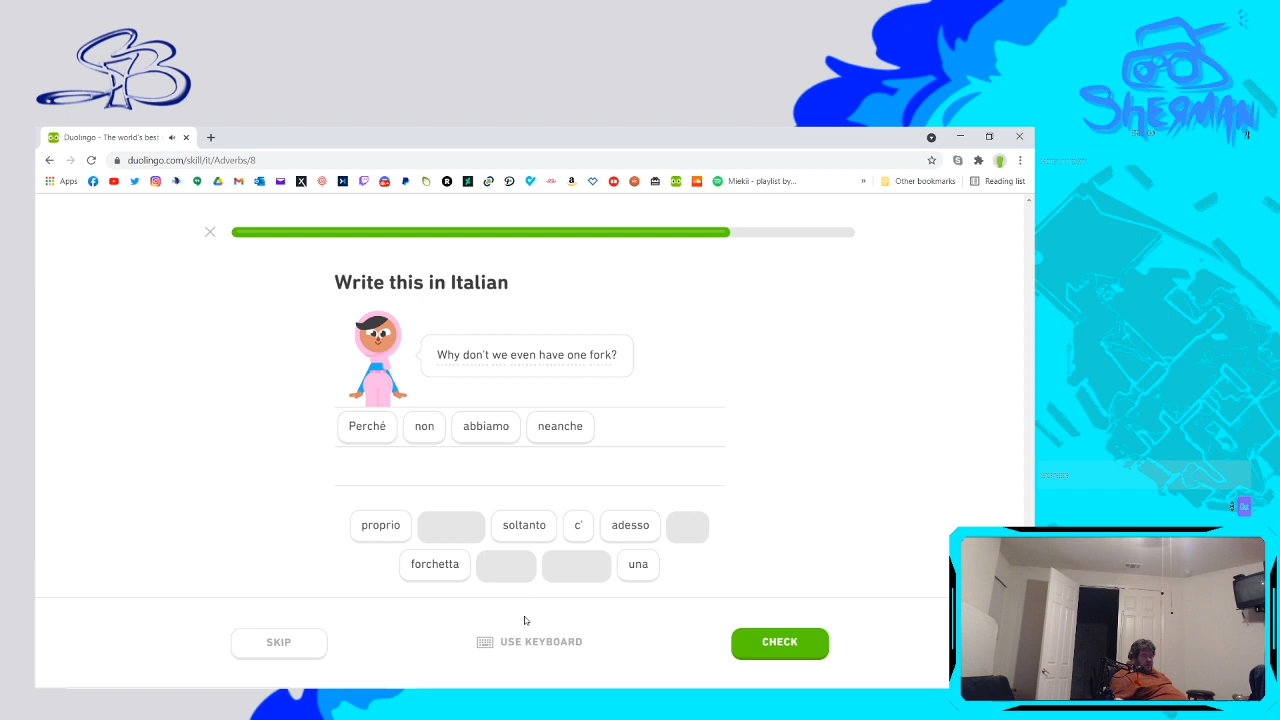 SB
SHERMAN
Duolingo - The world's best
duolingo.com/skill/it/Adverbs/8
Apps
Miekii - playlist by...
»
Other bookmarks
Reading list
Write this in Italian
Why don't we even have one fork?
Perché non abbiamo neanche
proprio soltanto c' adesso
forchetta una
SKIP
USE KEYBOARD
CHECK